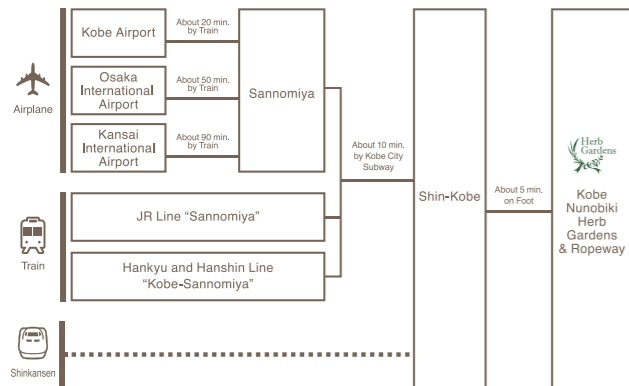 Airplane
Kobe Airport
About 20 min.
by Train
Osaka
International
Airport
About 50 min.
by Train
Kansai
International
Airport
About 90 min.
by Train
Sannomiya
Train
JR Line “Sannomiya”
Hankyu and Hanshin Line
“Kobe-Sannomiya”
About 10 min.
by Kobe City
Subway
Shinkansen
Shin-Kobe
About 5 min.
on Foot
Herb
Gardens
Kobe
Nunobiki
Herb
Gardens
& Ropeway